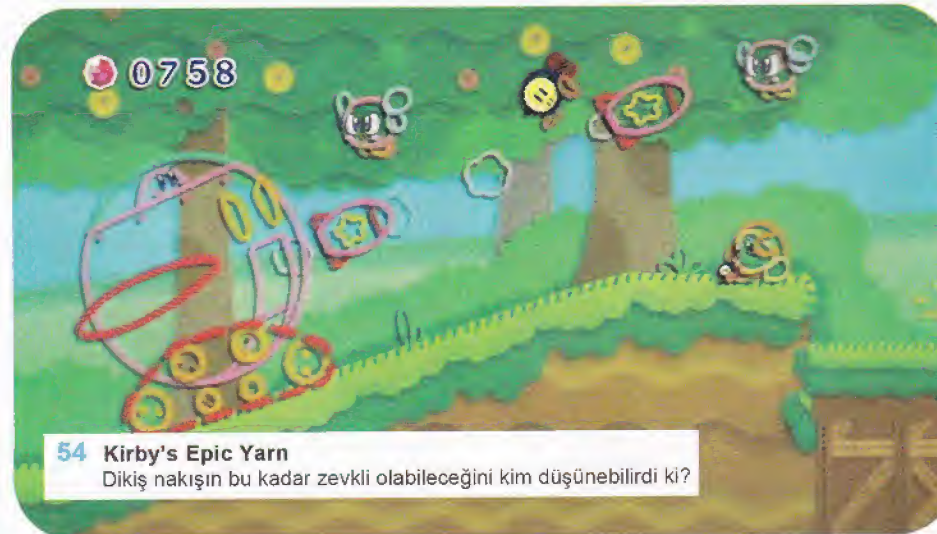 0758
54 Kirby's Epic Yarn
Dikiş nakışın bu kadar zevkli olabileceğini kim düşünebilirdi ki?